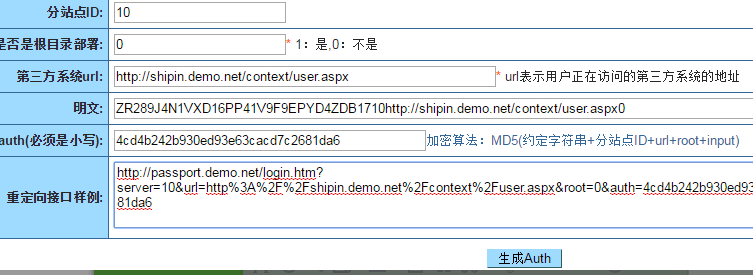 分站点ID: 10
是否是根目录部署: 0 * 1：是,0：不是
第三方系统url: http://shipin.demo.net/context/user.aspx * url表示用户正在访问的第三方系统的地址
明文: ZR289J4N1VXD16PP41V9F9EPYD4ZDB1710http://shipin.demo.net/context/user.aspx0
auth(必须是小写): 4cd4b242b930ed93e63cacd7c2681da6 加密算法：MD5(约定字符串+分站点ID+url+root+input)
http://passport.demo.net/login.htm?
server=10&url=http%3A%2F%2Fshipin.demo.net%2Fcontext%2Fuser.aspx&root=0&auth=4cd4b242b930ed93
重定向接口样例: 81da6
生成Auth